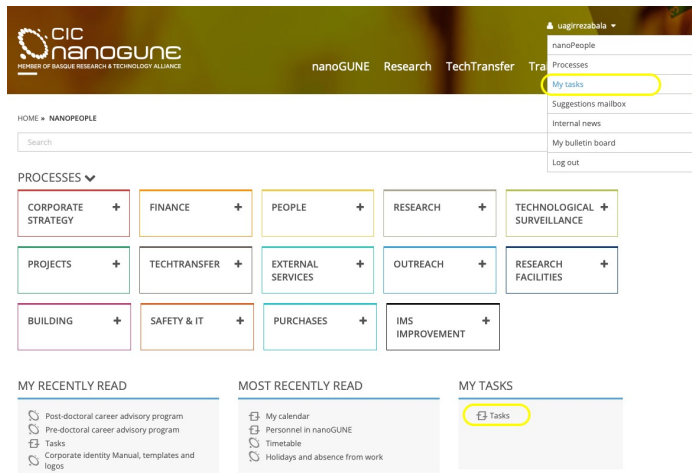 CIC
nanoGUNE
MEMBER OF BASQUE RESEARCH & TECHNOLOGY ALLIANCE
uagirrezabala
nanoGUNE Research TechTransfer Tra
nanoPeople
Processes
My tasks
Suggestions mailbox
Internal news
My bulletin board
Log out
HOME » NANOPEOPLE
Search
PROCESSES
CORPORATE STRATEGY +
FINANCE +
PEOPLE +
RESEARCH +
TECHNOLOGICAL SURVEILLANCE +
PROJECTS +
TECHTRANSFER +
EXTERNAL SERVICES +
OUTREACH +
RESEARCH FACILITIES +
BUILDING +
SAFETY & IT +
PURCHASES +
IMS IMPROVEMENT +
MY RECENTLY READ
Post-doctoral career advisory program
Pre-doctoral career advisory program
Tasks
Corporate identity Manual, templates and
logos
MOST RECENTLY READ
My calendar
Personnel in nanoGUNE
Timetable
Holidays and absence from work
MY TASKS
Tasks